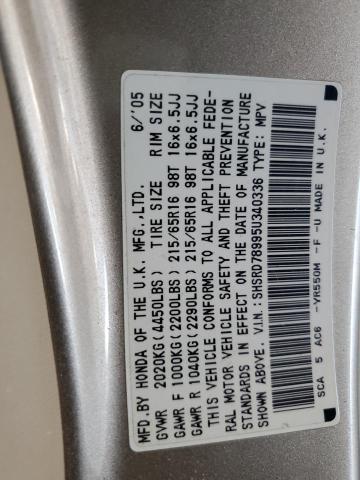 MFD.BY HONDA OF THE U.K. MFG.,LTD. 6/'05
GVWR 2020KG(4450LBS) TIRE SIZE RIM SIZE
GAWR F 1000KG(2200LBS) 215/65R16 98T 16x6.5JJ
GAWR R 1040KG(2290LBS) 215/65R16 98T 16x6.5JJ
THIS VEHICLE CONFORMS TO ALL APPLICABLE FEDE-
RAL MOTOR VEHICLE SAFETY AND THEFT PREVENTION
STANDARDS IN EFFECT ON THE DATE OF MANUFACTURE
SHOWN ABOVE. V.I.N.: SHSRD78995U340336 TYPE: MPV
SCA 5 AC6 -YR550M -F -U MADE IN U.K.